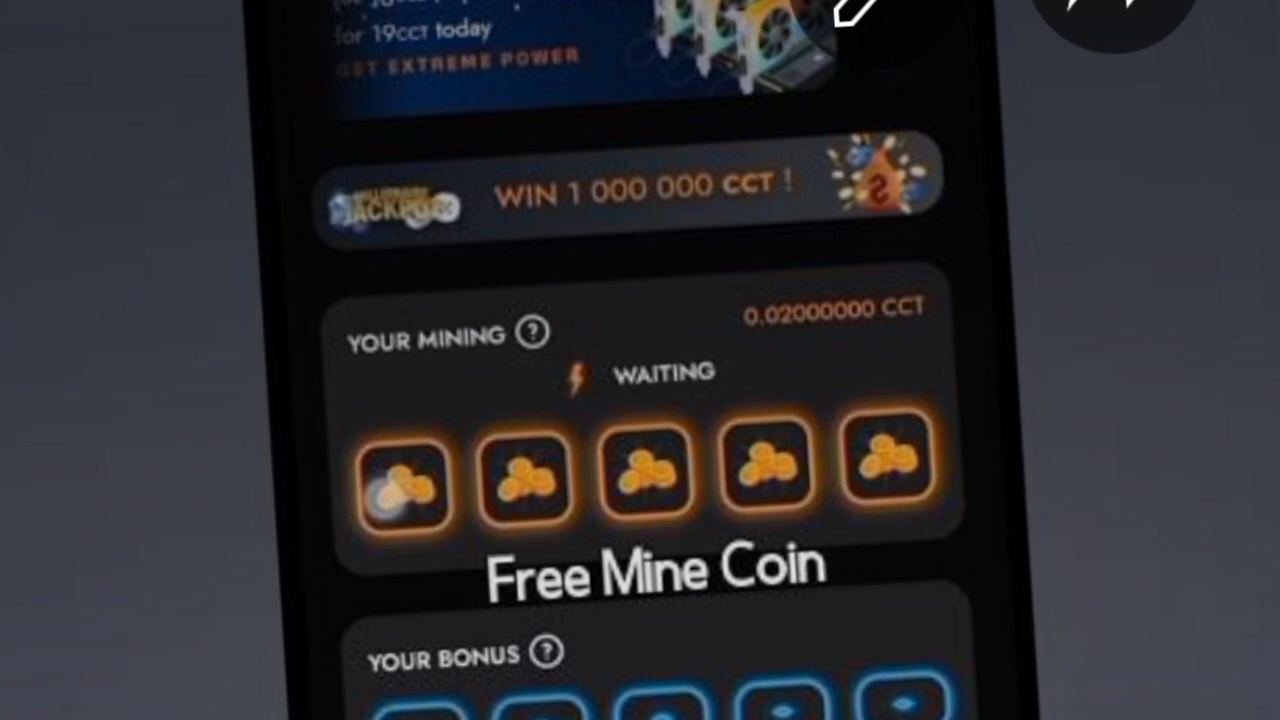 for 19CCT today
GET EXTREME POWER
JACKPOT
WIN 1 000 000 CCT !
YOUR MINING ?
0.02000000 CCT
WAITING
Free Mine Coin
YOUR BONUS ?